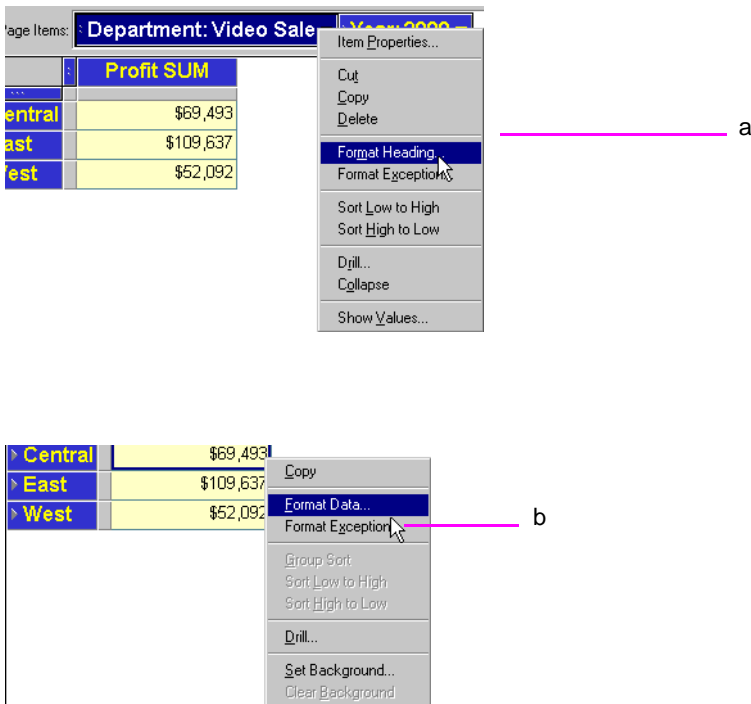 age Items: Department: Video Sale Year: 2000
Profit SUM
entral $69,493
ast $109,637
est $52,092
Item Properties...
Cut
Copy
Delete
Format Heading...
Format Exception
Sort Low to High
Sort High to Low
Drill...
Collapse
Show Values...
a
Central $69,493
East $109,637
West $52,092
Copy
Format Data...
Format Exception
Group Sort
Sort Low to High
Sort High to Low
Drill...
Set Background...
Clear Background
b